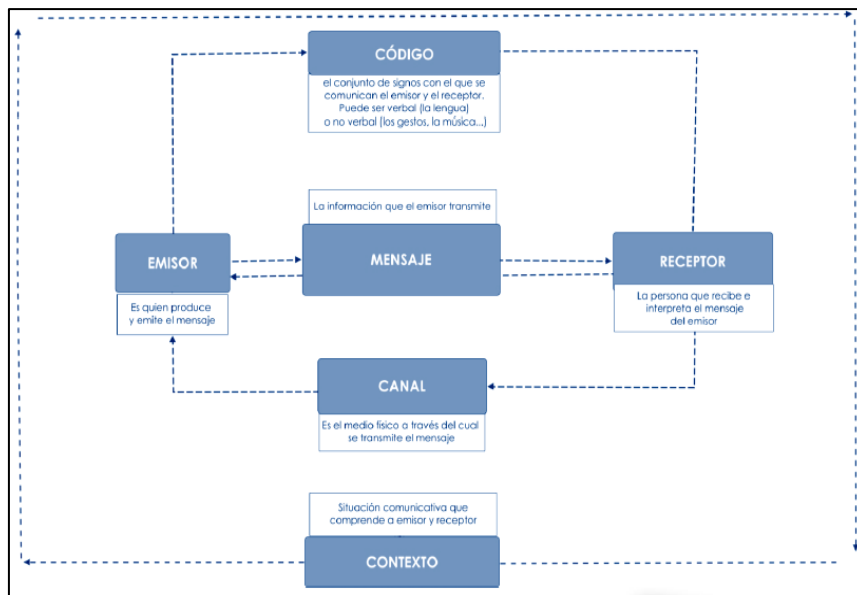 CÓDIGO
el conjunto de signos con el que se
comunican el emisor y el receptor.
Puede ser verbal (la lengua)
o no verbal (los gestos, la música...)
La información que el emisor transmite
MENSAJE
EMISOR
Es quien produce
y emite el mensaje
RECEPTOR
La persona que recibe e
interpreta el mensaje
del emisor
CANAL
Es el medio físico a través del cual
se transmite el mensaje
Situación comunicativa que
comprende a emisor y receptor
CONTEXTO